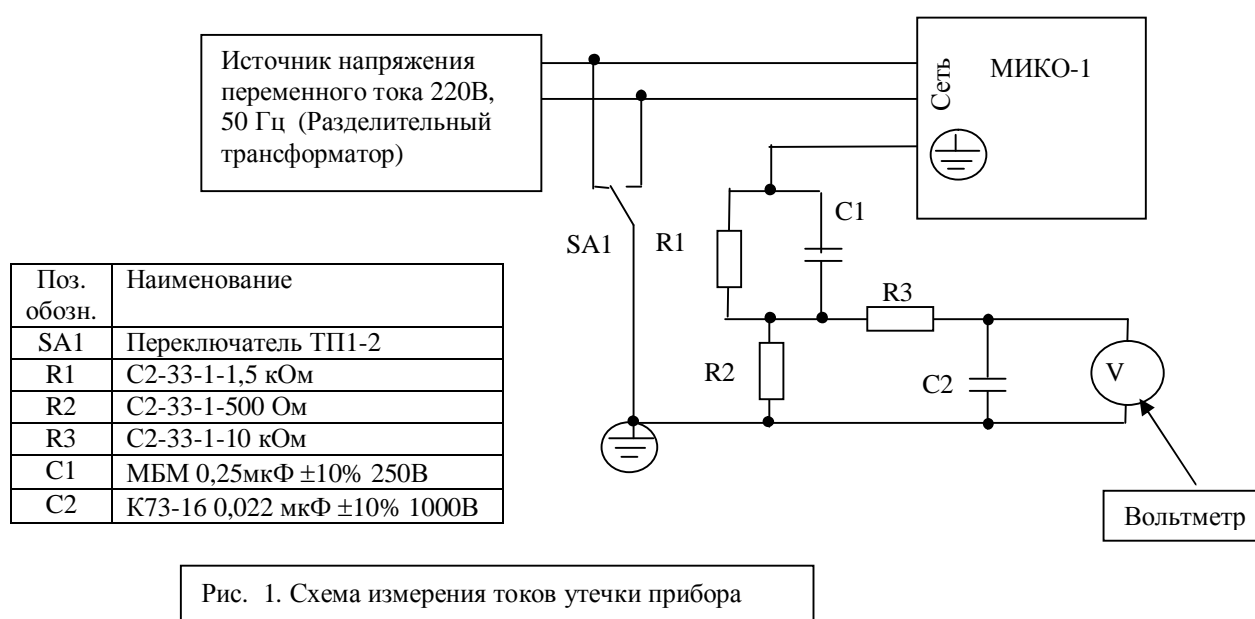 Источник напряжения
переменного тока 220В,
50 Гц (Разделительный
трансформатор)
Сеть
МИКО-1
SA1
R1
C1
R3
R2
C2
V
Поз. обозн.
Наименование
SA1 Переключатель ТП1-2
R1 С2-33-1-1,5 кОм
R2 С2-33-1-500 Ом
R3 С2-33-1-10 кОм
C1 МБМ 0,25мкФ ±10% 250В
C2 К73-16 0,022 мкФ ±10% 1000В
Вольтметр
Рис. 1. Схема измерения токов утечки прибора